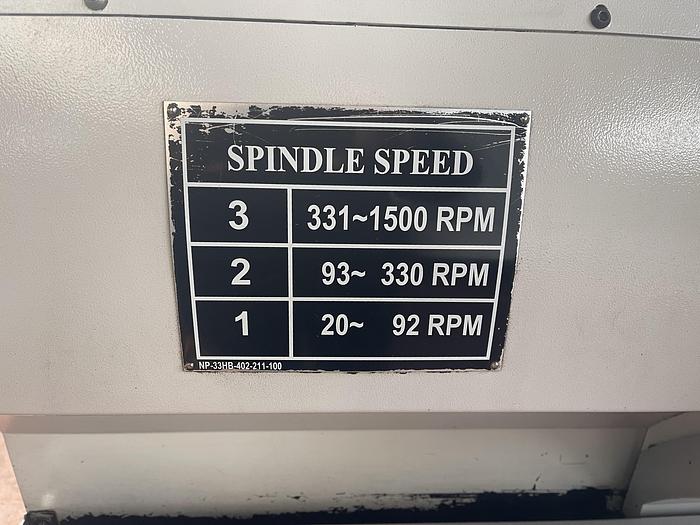 SPINDLE SPEED
3 331~1500 RPM
2 93~ 330 RPM
1 20~ 92 RPM
NP-33HB-402-211-100